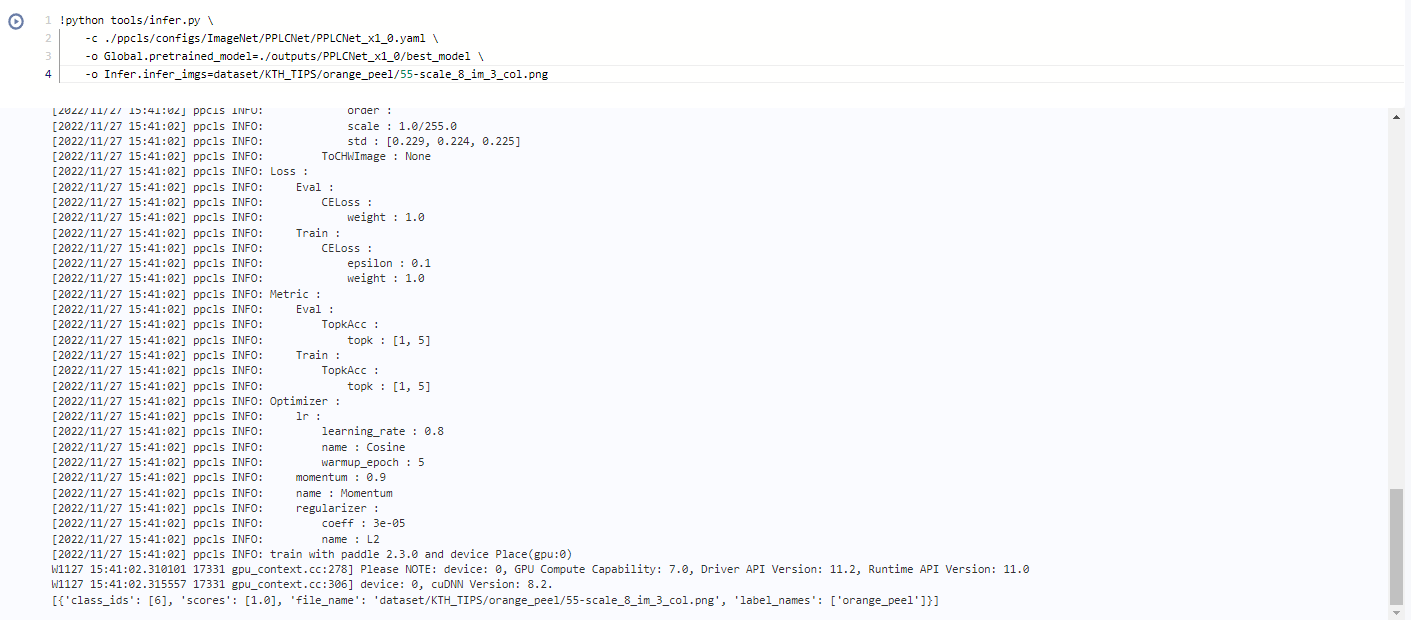 1 !python tools/infer.py \
2 -c ./ppcls/configs/ImageNet/PPLCNet/PPLCNet_x1_0.yaml \
3 -o Global.pretrained_model=./outputs/PPLCNet_x1_0/best_model \
4 -o Infer.infer_imgs=dataset/KTH_TIPS/orange_peel/55-scale_8_im_3_col.png
[2022/11/27 15:41:02] ppcls INFO: order :
[2022/11/27 15:41:02] ppcls INFO: scale : 1.0/255.0
[2022/11/27 15:41:02] ppcls INFO: std : [0.229, 0.224, 0.225]
[2022/11/27 15:41:02] ppcls INFO: ToCHWImage : None
[2022/11/27 15:41:02] ppcls INFO: Loss :
[2022/11/27 15:41:02] ppcls INFO: Eval :
[2022/11/27 15:41:02] ppcls INFO: CELoss :
[2022/11/27 15:41:02] ppcls INFO: weight : 1.0
[2022/11/27 15:41:02] ppcls INFO: Train :
[2022/11/27 15:41:02] ppcls INFO: CELoss :
[2022/11/27 15:41:02] ppcls INFO: epsilon : 0.1
[2022/11/27 15:41:02] ppcls INFO: weight : 1.0
[2022/11/27 15:41:02] ppcls INFO: Metric :
[2022/11/27 15:41:02] ppcls INFO: Eval :
[2022/11/27 15:41:02] ppcls INFO: TopkAcc :
[2022/11/27 15:41:02] ppcls INFO: topk : [1, 5]
[2022/11/27 15:41:02] ppcls INFO: Train :
[2022/11/27 15:41:02] ppcls INFO: TopkAcc :
[2022/11/27 15:41:02] ppcls INFO: topk : [1, 5]
[2022/11/27 15:41:02] ppcls INFO: Optimizer :
[2022/11/27 15:41:02] ppcls INFO: lr :
[2022/11/27 15:41:02] ppcls INFO: learning_rate : 0.8
[2022/11/27 15:41:02] ppcls INFO: name : Cosine
[2022/11/27 15:41:02] ppcls INFO: warmup_epoch : 5
[2022/11/27 15:41:02] ppcls INFO: momentum : 0.9
[2022/11/27 15:41:02] ppcls INFO: name : Momentum
[2022/11/27 15:41:02] ppcls INFO: regularizer :
[2022/11/27 15:41:02] ppcls INFO: coeff : 3e-05
[2022/11/27 15:41:02] ppcls INFO: name : L2
[2022/11/27 15:41:02] ppcls INFO: train with paddle 2.3.0 and device Place(gpu:0)
W1127 15:41:02.310101 17331 gpu_context.cc:278] Please NOTE: device: 0, GPU Compute Capability: 7.0, Driver API Version: 11.2, Runtime API Version: 11.0
W1127 15:41:02.315557 17331 gpu_context.cc:306] device: 0, cuDNN Version: 8.2.
[{'class_ids': [6], 'scores': [1.0], 'file_name': 'dataset/KTH_TIPS/orange_peel/55-scale_8_im_3_col.png', 'label_names': ['orange_peel']}]